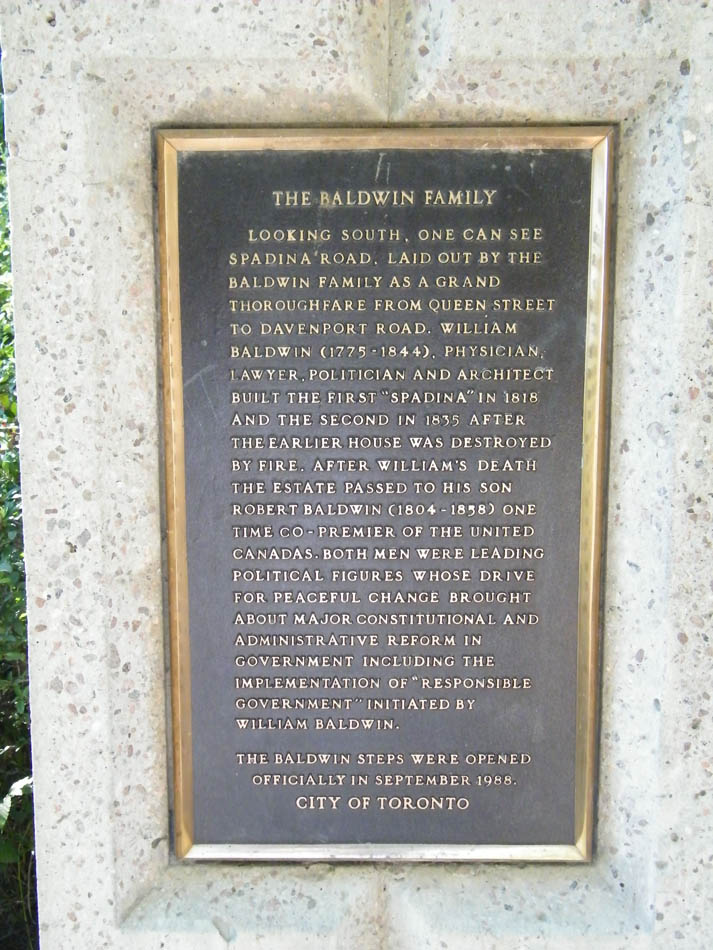 THE BALDWIN FAMILY
LOOKING SOUTH, ONE CAN SEE
SPADINA ROAD, LAID OUT BY THE
BALDWIN FAMILY AS A GRAND
THOROUGHFARE FROM QUEEN STREET
TO DAVENPORT ROAD. WILLIAM
BALDWIN (1775-1844), PHYSICIAN,
LAWYER, POLITICIAN AND ARCHITECT
BUILT THE FIRST "SPADINA" IN 1818
AND THE SECOND IN 1835 AFTER
THE EARLIER HOUSE WAS DESTROYED
BY FIRE. AFTER WILLIAM'S DEATH
THE ESTATE PASSED TO HIS SON
ROBERT BALDWIN (1804-1858) ONE
TIME CO-PREMIER OF THE UNITED
CANADAS. BOTH MEN WERE LEADING
POLITICAL FIGURES WHOSE DRIVE
FOR PEACEFUL CHANGE BROUGHT
ABOUT MAJOR CONSTITUTIONAL AND
ADMINISTRATIVE REFORM IN
GOVERNMENT INCLUDING THE
IMPLEMENTATION OF "RESPONSIBLE
GOVERNMENT" INITIATED BY
WILLIAM BALDWIN.
THE BALDWIN STEPS WERE OPENED
OFFICIALLY IN SEPTEMBER 1988.
CITY OF TORONTO